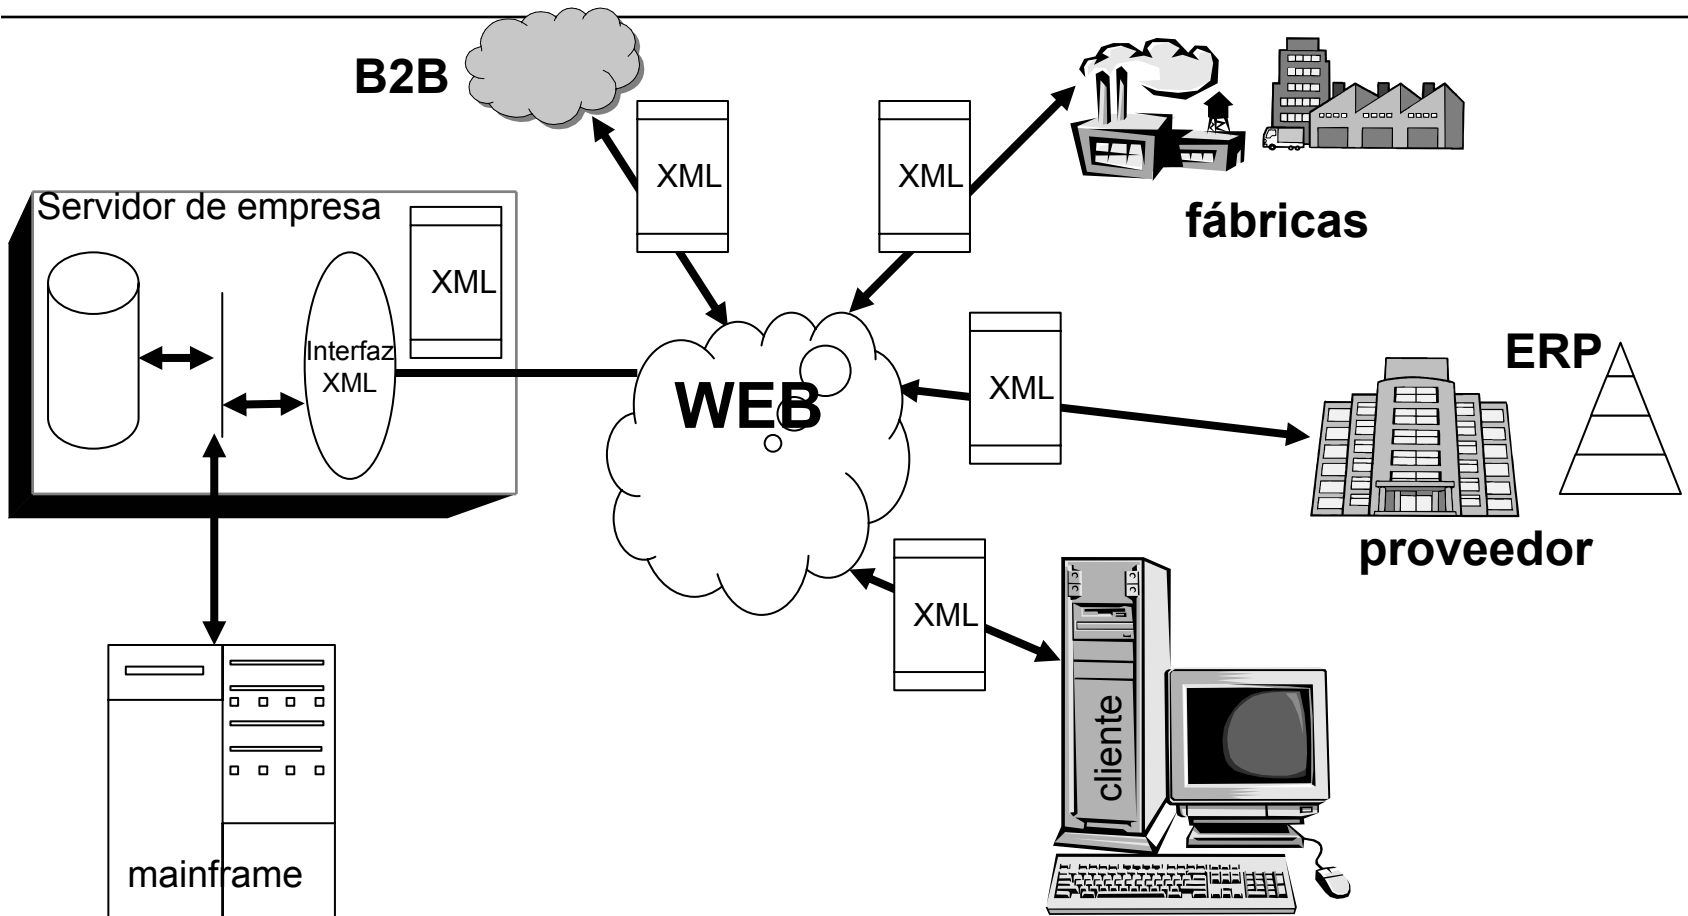 B2B
XML
XML
fábricas
Servidor de empresa
XML
Interfaz
XML
WEB
XML
ERP
proveedor
XML
cliente
mainframe